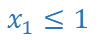 x₁ ≤ 1